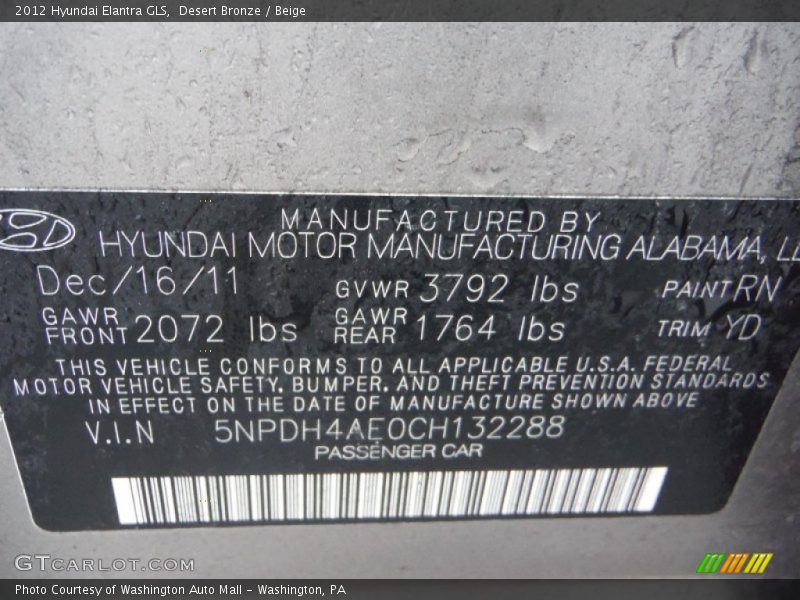 2012 Hyundai Elantra GLS, Desert Bronze / Beige
MANUFACTURED BY
HYUNDAI MOTOR MANUFACTURING ALABAMA, LL
Dec/16/11 GVWR 3792 lbs PAINT RN
GAWR FRONT 2072 lbs GAWR REAR 1764 lbs TRIM YD
THIS VEHICLE CONFORMS TO ALL APPLICABLE U.S.A. FEDERAL
MOTOR VEHICLE SAFETY, BUMPER, AND THEFT PREVENTION STANDARDS
IN EFFECT ON THE DATE OF MANUFACTURE SHOWN ABOVE
V.I.N 5NPDH4AE0CH132288
PASSENGER CAR
GTCARLOT.COM
Photo Courtesy of Washington Auto Mall - Washington, PA